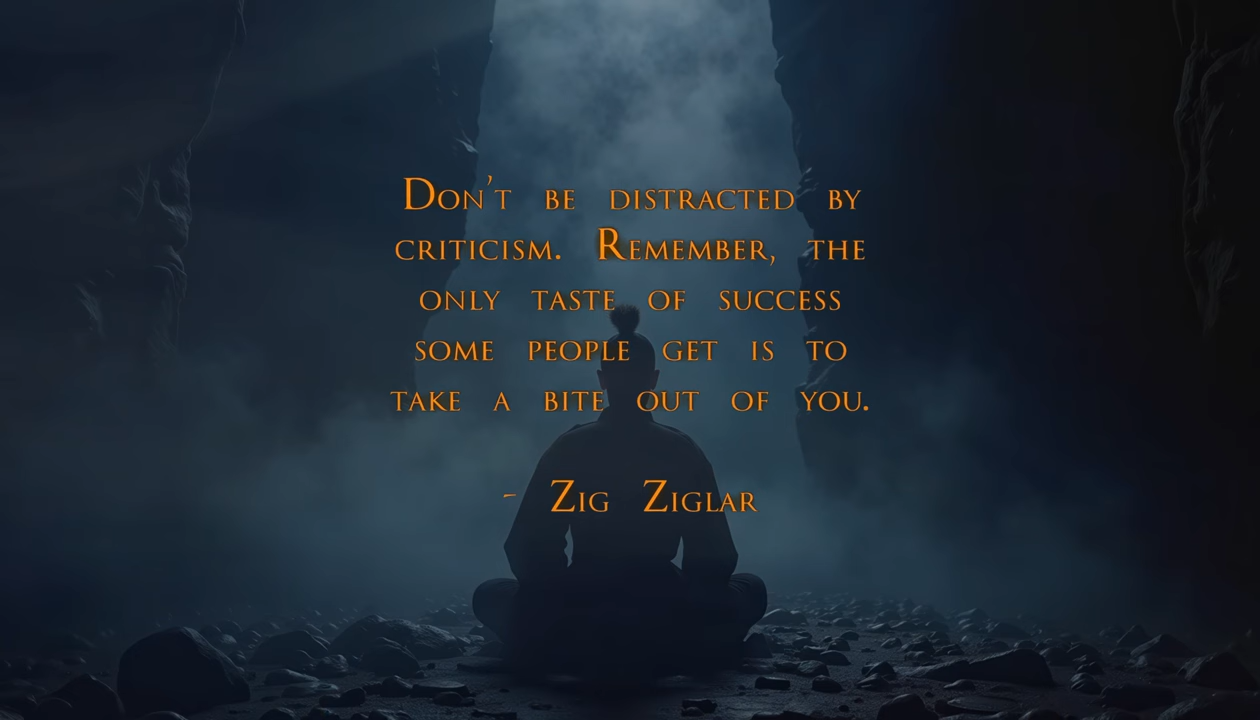 Don't be distracted by
criticism. Remember, the
only taste of success
some people get is to
take a bite out of you.
- Zig Ziglar